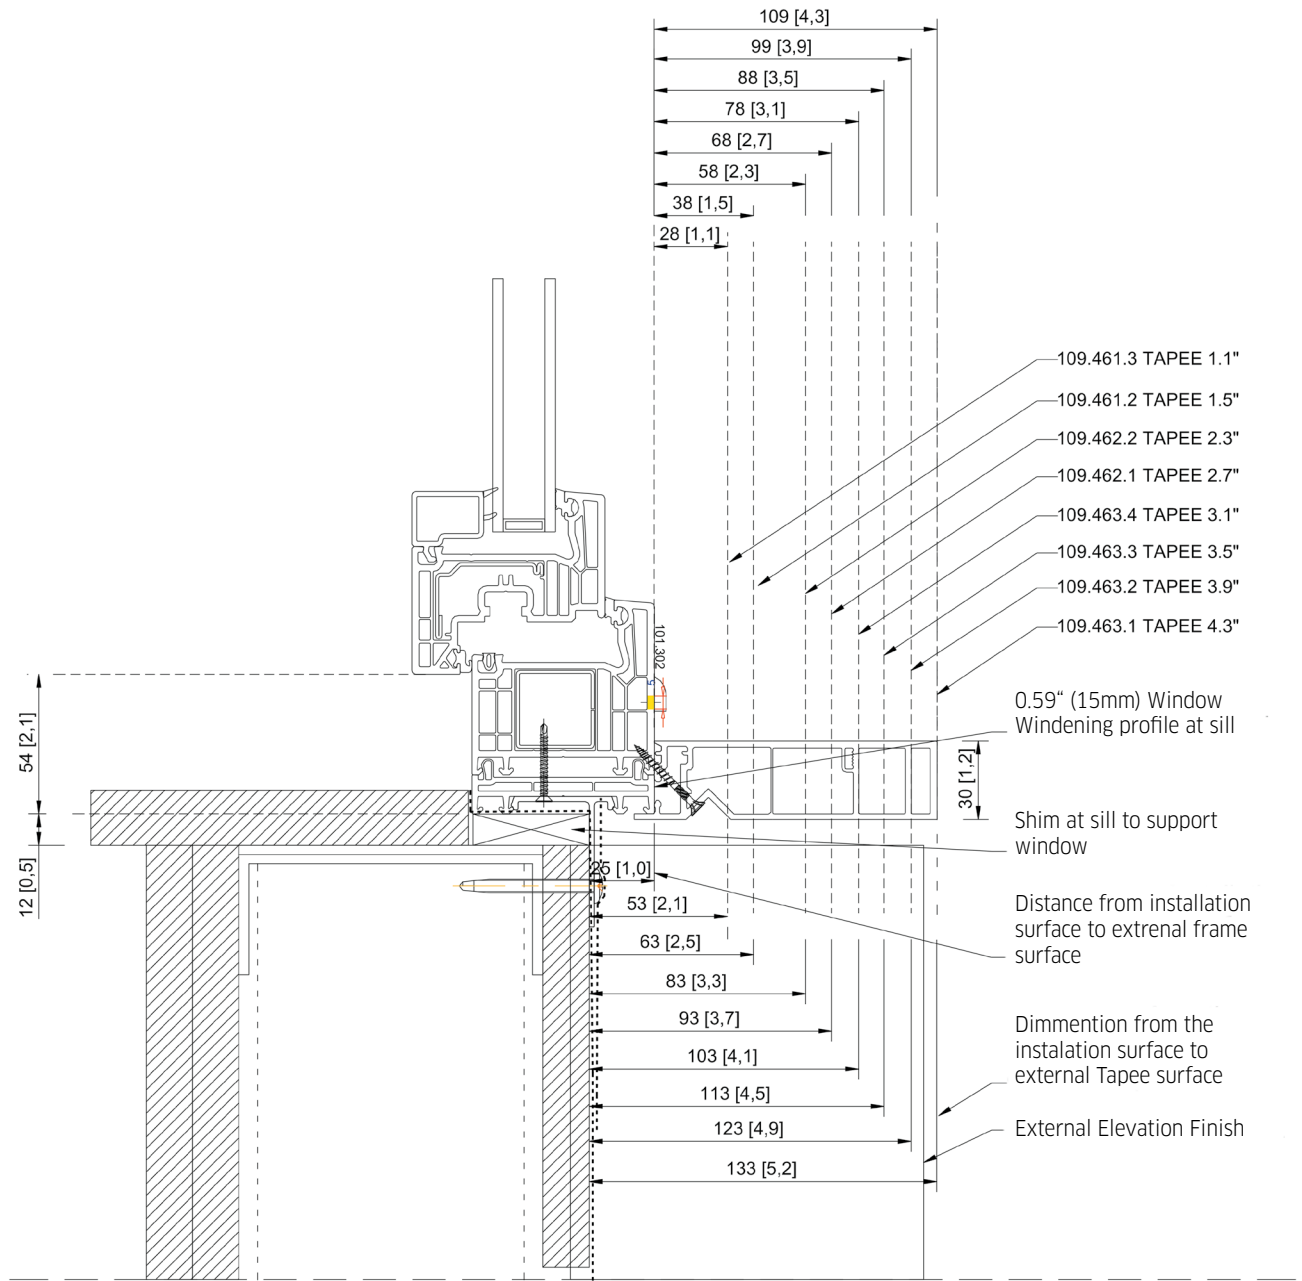 109 [4,3]
99 [3,9]
88 [3,5]
78 [3,1]
68 [2,7]
58 [2,3]
38 [1,5]
28 [1,1]
109.461.3 TAPEE 1.1"
109.461.2 TAPEE 1.5"
109.462.2 TAPEE 2.3"
109.462.1 TAPEE 2.7"
109.463.4 TAPEE 3.1"
109.463.3 TAPEE 3.5"
109.463.2 TAPEE 3.9"
109.463.1 TAPEE 4.3"
101.302
5
0.59“ (15mm) Window
Windening profile at sill
54 [2,1]
30 [1,2]
Shim at sill to support
window
12 [0,5]
25 [1,0]
53 [2,1]
63 [2,5]
83 [3,3]
93 [3,7]
103 [4,1]
113 [4,5]
123 [4,9]
133 [5,2]
Distance from installation
surface to extrenal frame
surface
Dimmention from the
instalation surface to
external Tapee surface
External Elevation Finish